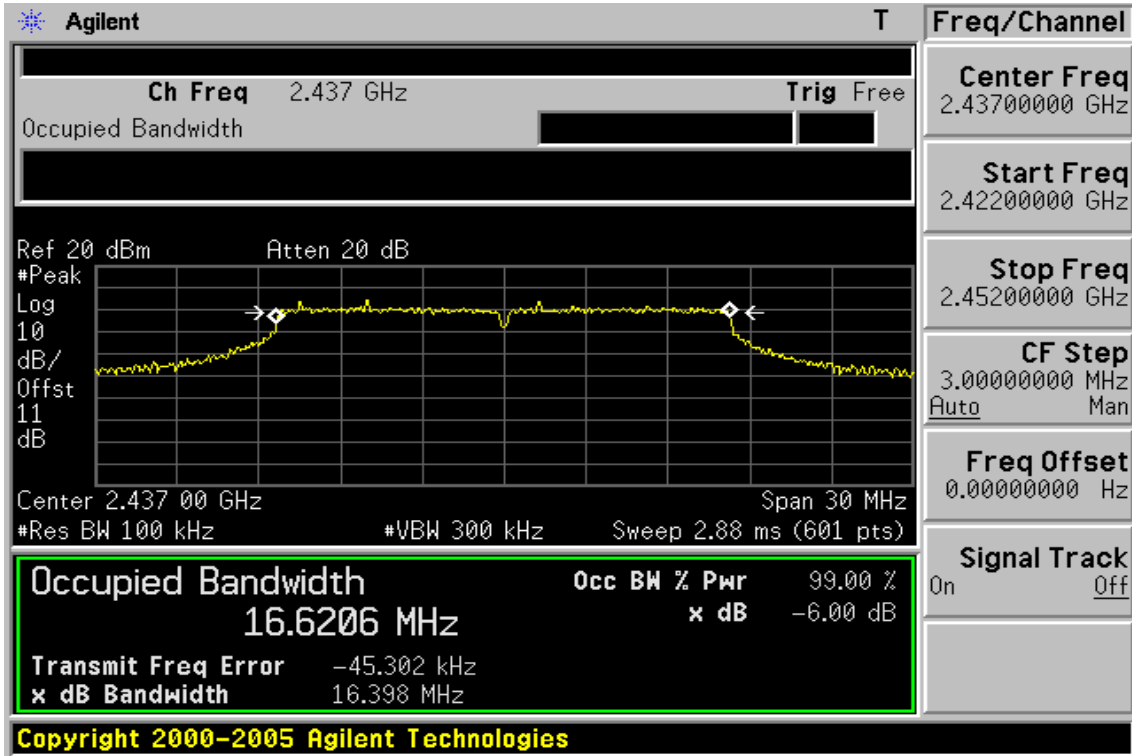 Agilent T Freq/Channel
Ch Freq 2.437 GHz Trig Free
Occupied Bandwidth
Center Freq
2.43700000 GHz
Start Freq
2.42200000 GHz
Stop Freq
2.45200000 GHz
CF Step
3.00000000 MHz
Auto Man
Freq Offset
0.00000000 Hz
Signal Track
On Off
Ref 20 dBm Atten 20 dB
#Peak
Log
10
dB/
Offst
11
dB
Center 2.437 00 GHz Span 30 MHz
#Res BW 100 kHz #VBW 300 kHz Sweep 2.88 ms (601 pts)
Occupied Bandwidth Occ BW % Pwr 99.00 %
16.6206 MHz x dB -6.00 dB
Transmit Freq Error -45.302 kHz
x dB Bandwidth 16.398 MHz
Copyright 2000-2005 Agilent Technologies